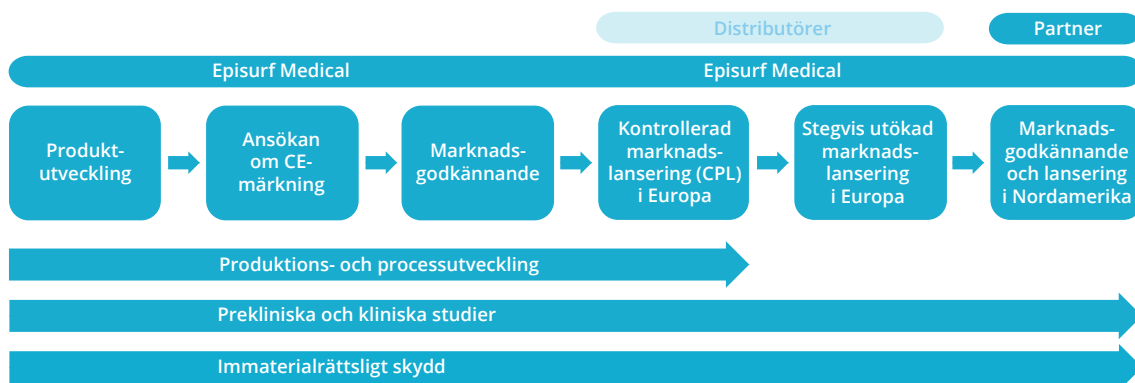 Distributörer
Partner
Episurf Medical
Episurf Medical
Produkt-
utveckling
Ansökan
om CE-
märkning
Marknads-
godkännande
Kontrollerad
marknads-
lansering (CPL)
i Europa
Stegvis utökad
marknads-
lansering
i Europa
Marknads-
godkännande
och lansering
i Nordamerika
Produktions- och processutveckling
Prekliniska och kliniska studier
Immaterialrättsligt skydd